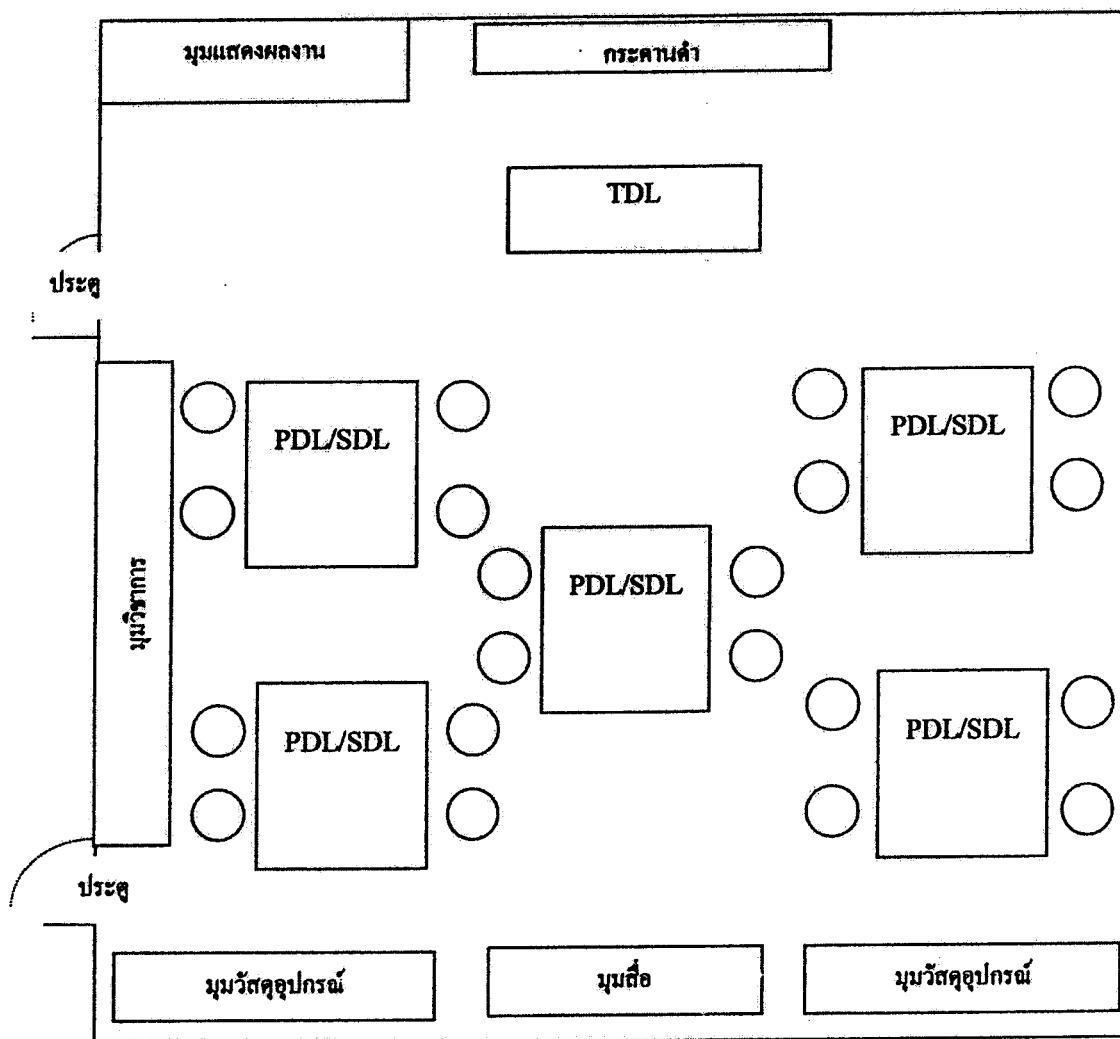 มุมแสดงผลงาน
กระดานดำ
TDL
ประตู
PDL/SDL
PDL/SDL
PDL/SDL
มุมวิชาการ
PDL/SDL
PDL/SDL
ประตู
มุมวัสดุอุปกรณ์
มุมสื่อ
มุมวัสดุอุปกรณ์